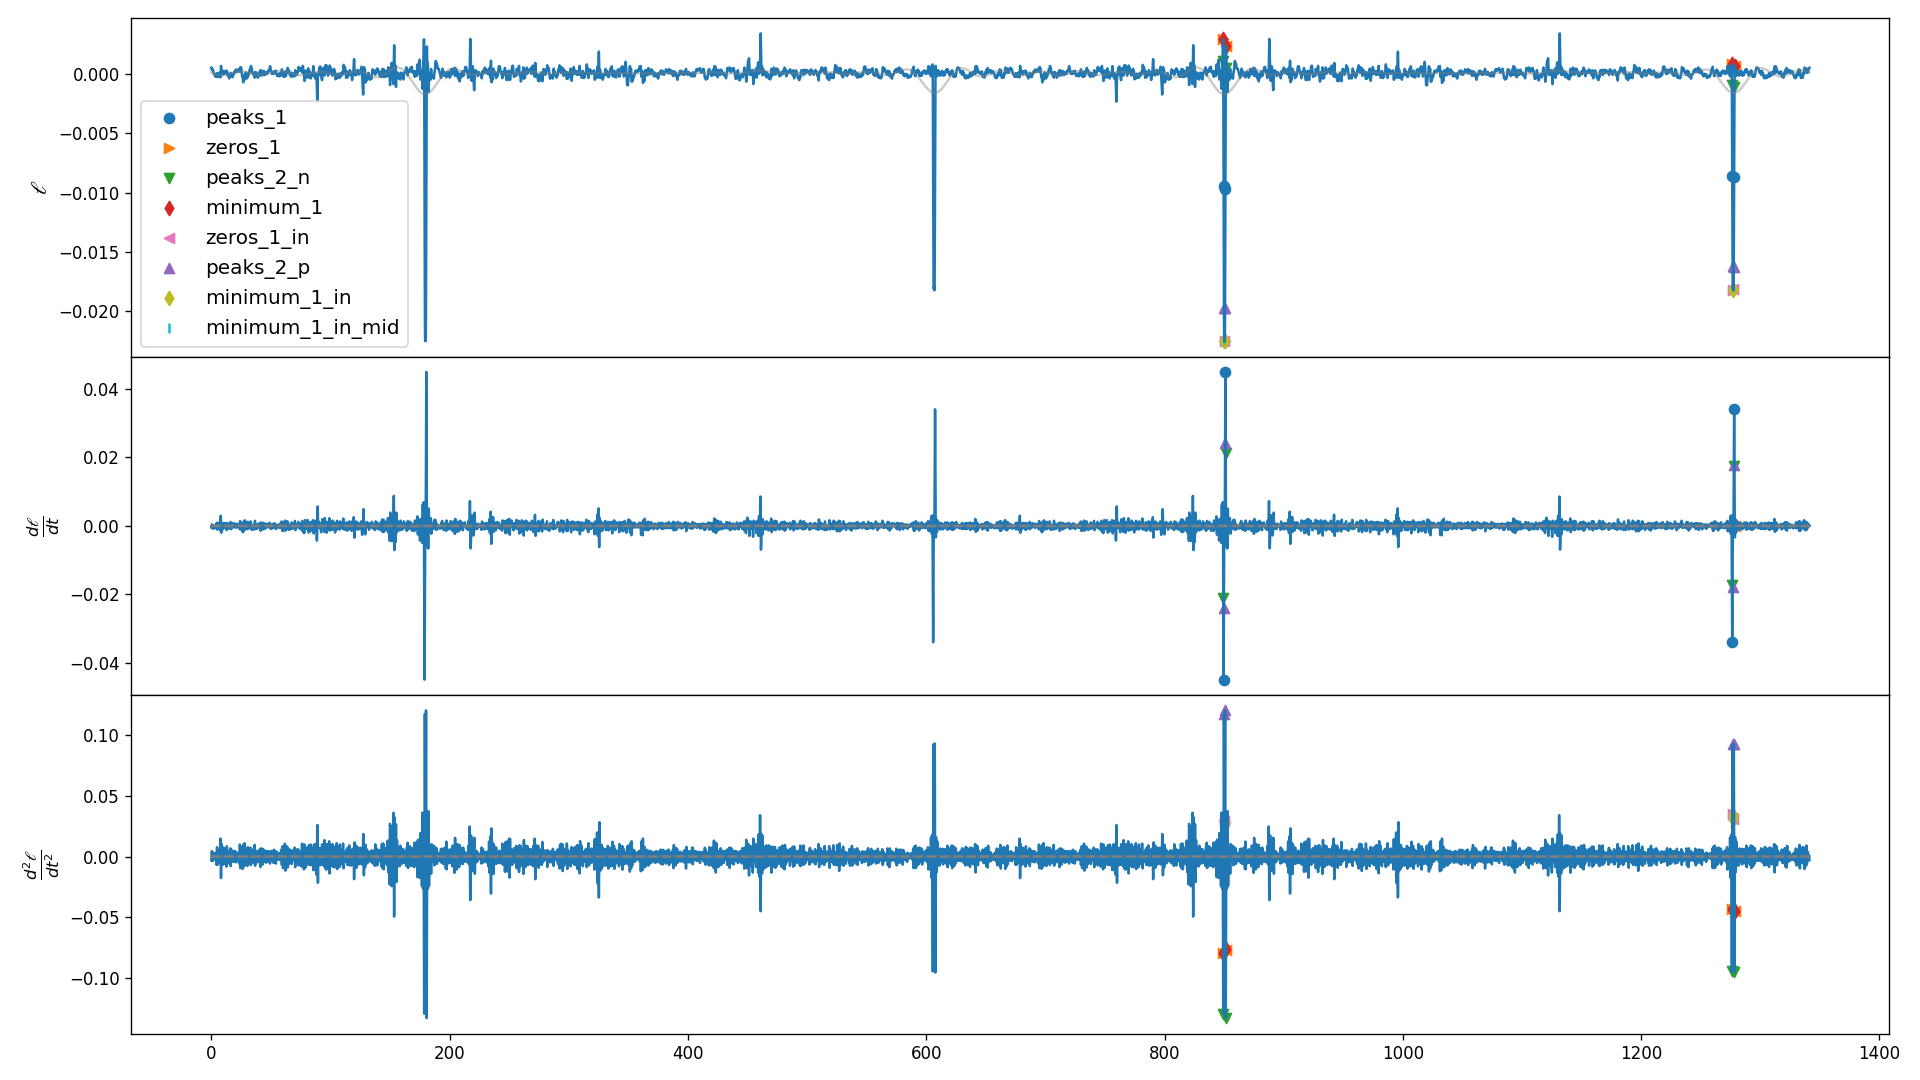 0.000
−0.005
−0.010
−0.015
−0.020
ℓ
peaks_1
zeros_1
peaks_2_n
minimum_1
zeros_1_in
peaks_2_p
minimum_1_in
minimum_1_in_mid
0.04
0.02
0.00
−0.02
−0.04
dℓ
dt
0.10
0.05
0.00
−0.05
−0.10
d²ℓ
dt²
0 200 400 600 800 1000 1200 1400